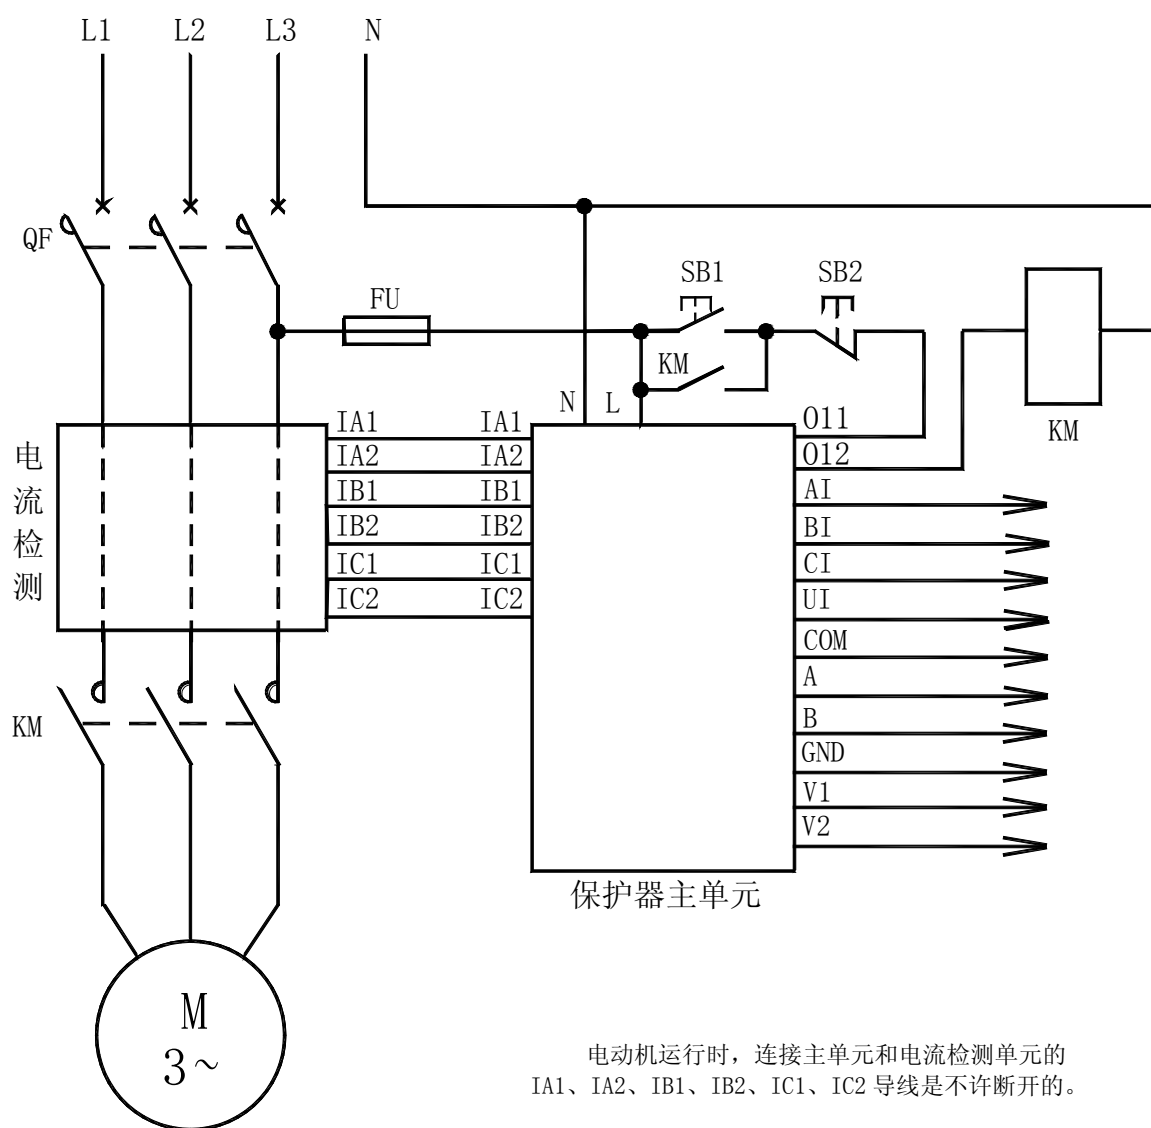 L1 L2 L3 N
QF
FU
SB1 SB2
KM
N L
KM
电流检测
IA1 IA1
IA2 IA2
IB1 IB1
IB2 IB2
IC1 IC1
IC2 IC2
O11
O12
AI
BI
CI
UI
COM
A
B
GND
V1
V2
KM
保护器主单元
M
3~
电动机运行时，连接主单元和电流检测单元的
IA1、IA2、IB1、IB2、IC1、IC2 导线是不许断开的。